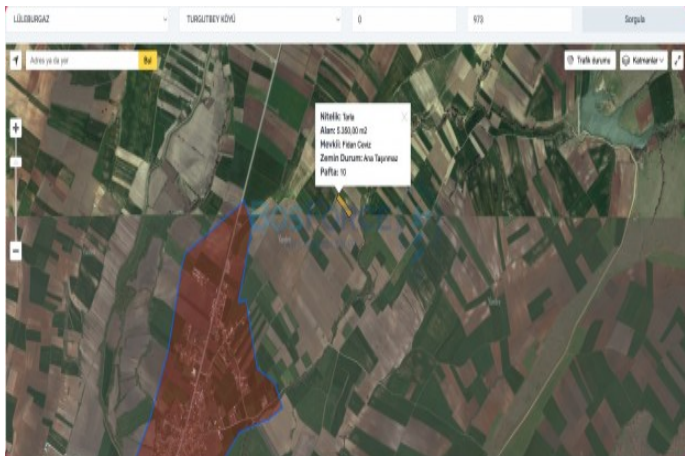 LÜLEBURGAZ
TURGUTBEY KÖYÜ
0
973
Sorgula
Adres ya da yer
Bul
Trafik durumu
Katmanlar
Nitelik: Tarla
Alan: 5.350,00 m2
Mevkii: Fidan Ceviz
Zemin Durum: Ana Taşınmaz
Pafta: 10